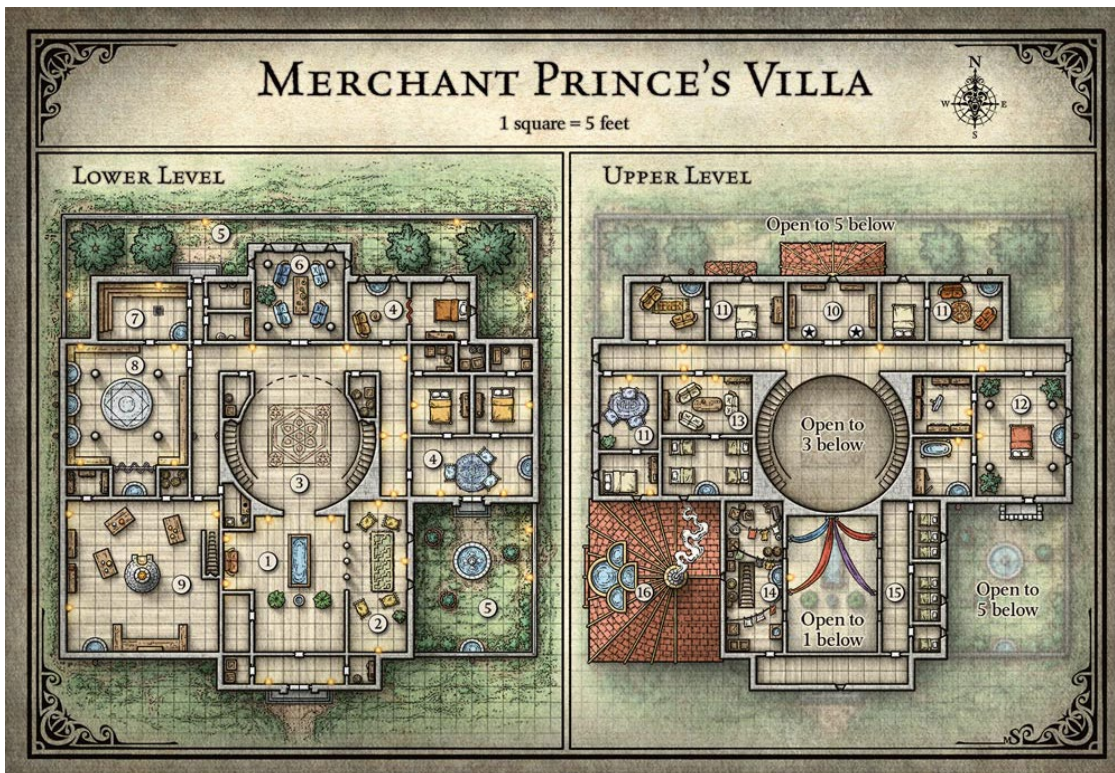 MERCHANT PRINCE'S VILLA
1 square = 5 feet
N
W E
S
LOWER LEVEL
5
6
7
4
8
3
4
1
9
2
5
UPPER LEVEL
Open to 5 below
11
10
11
11
13
Open to
3 below
12
16
14
Open to
1 below
15
Open to
5 below
MS